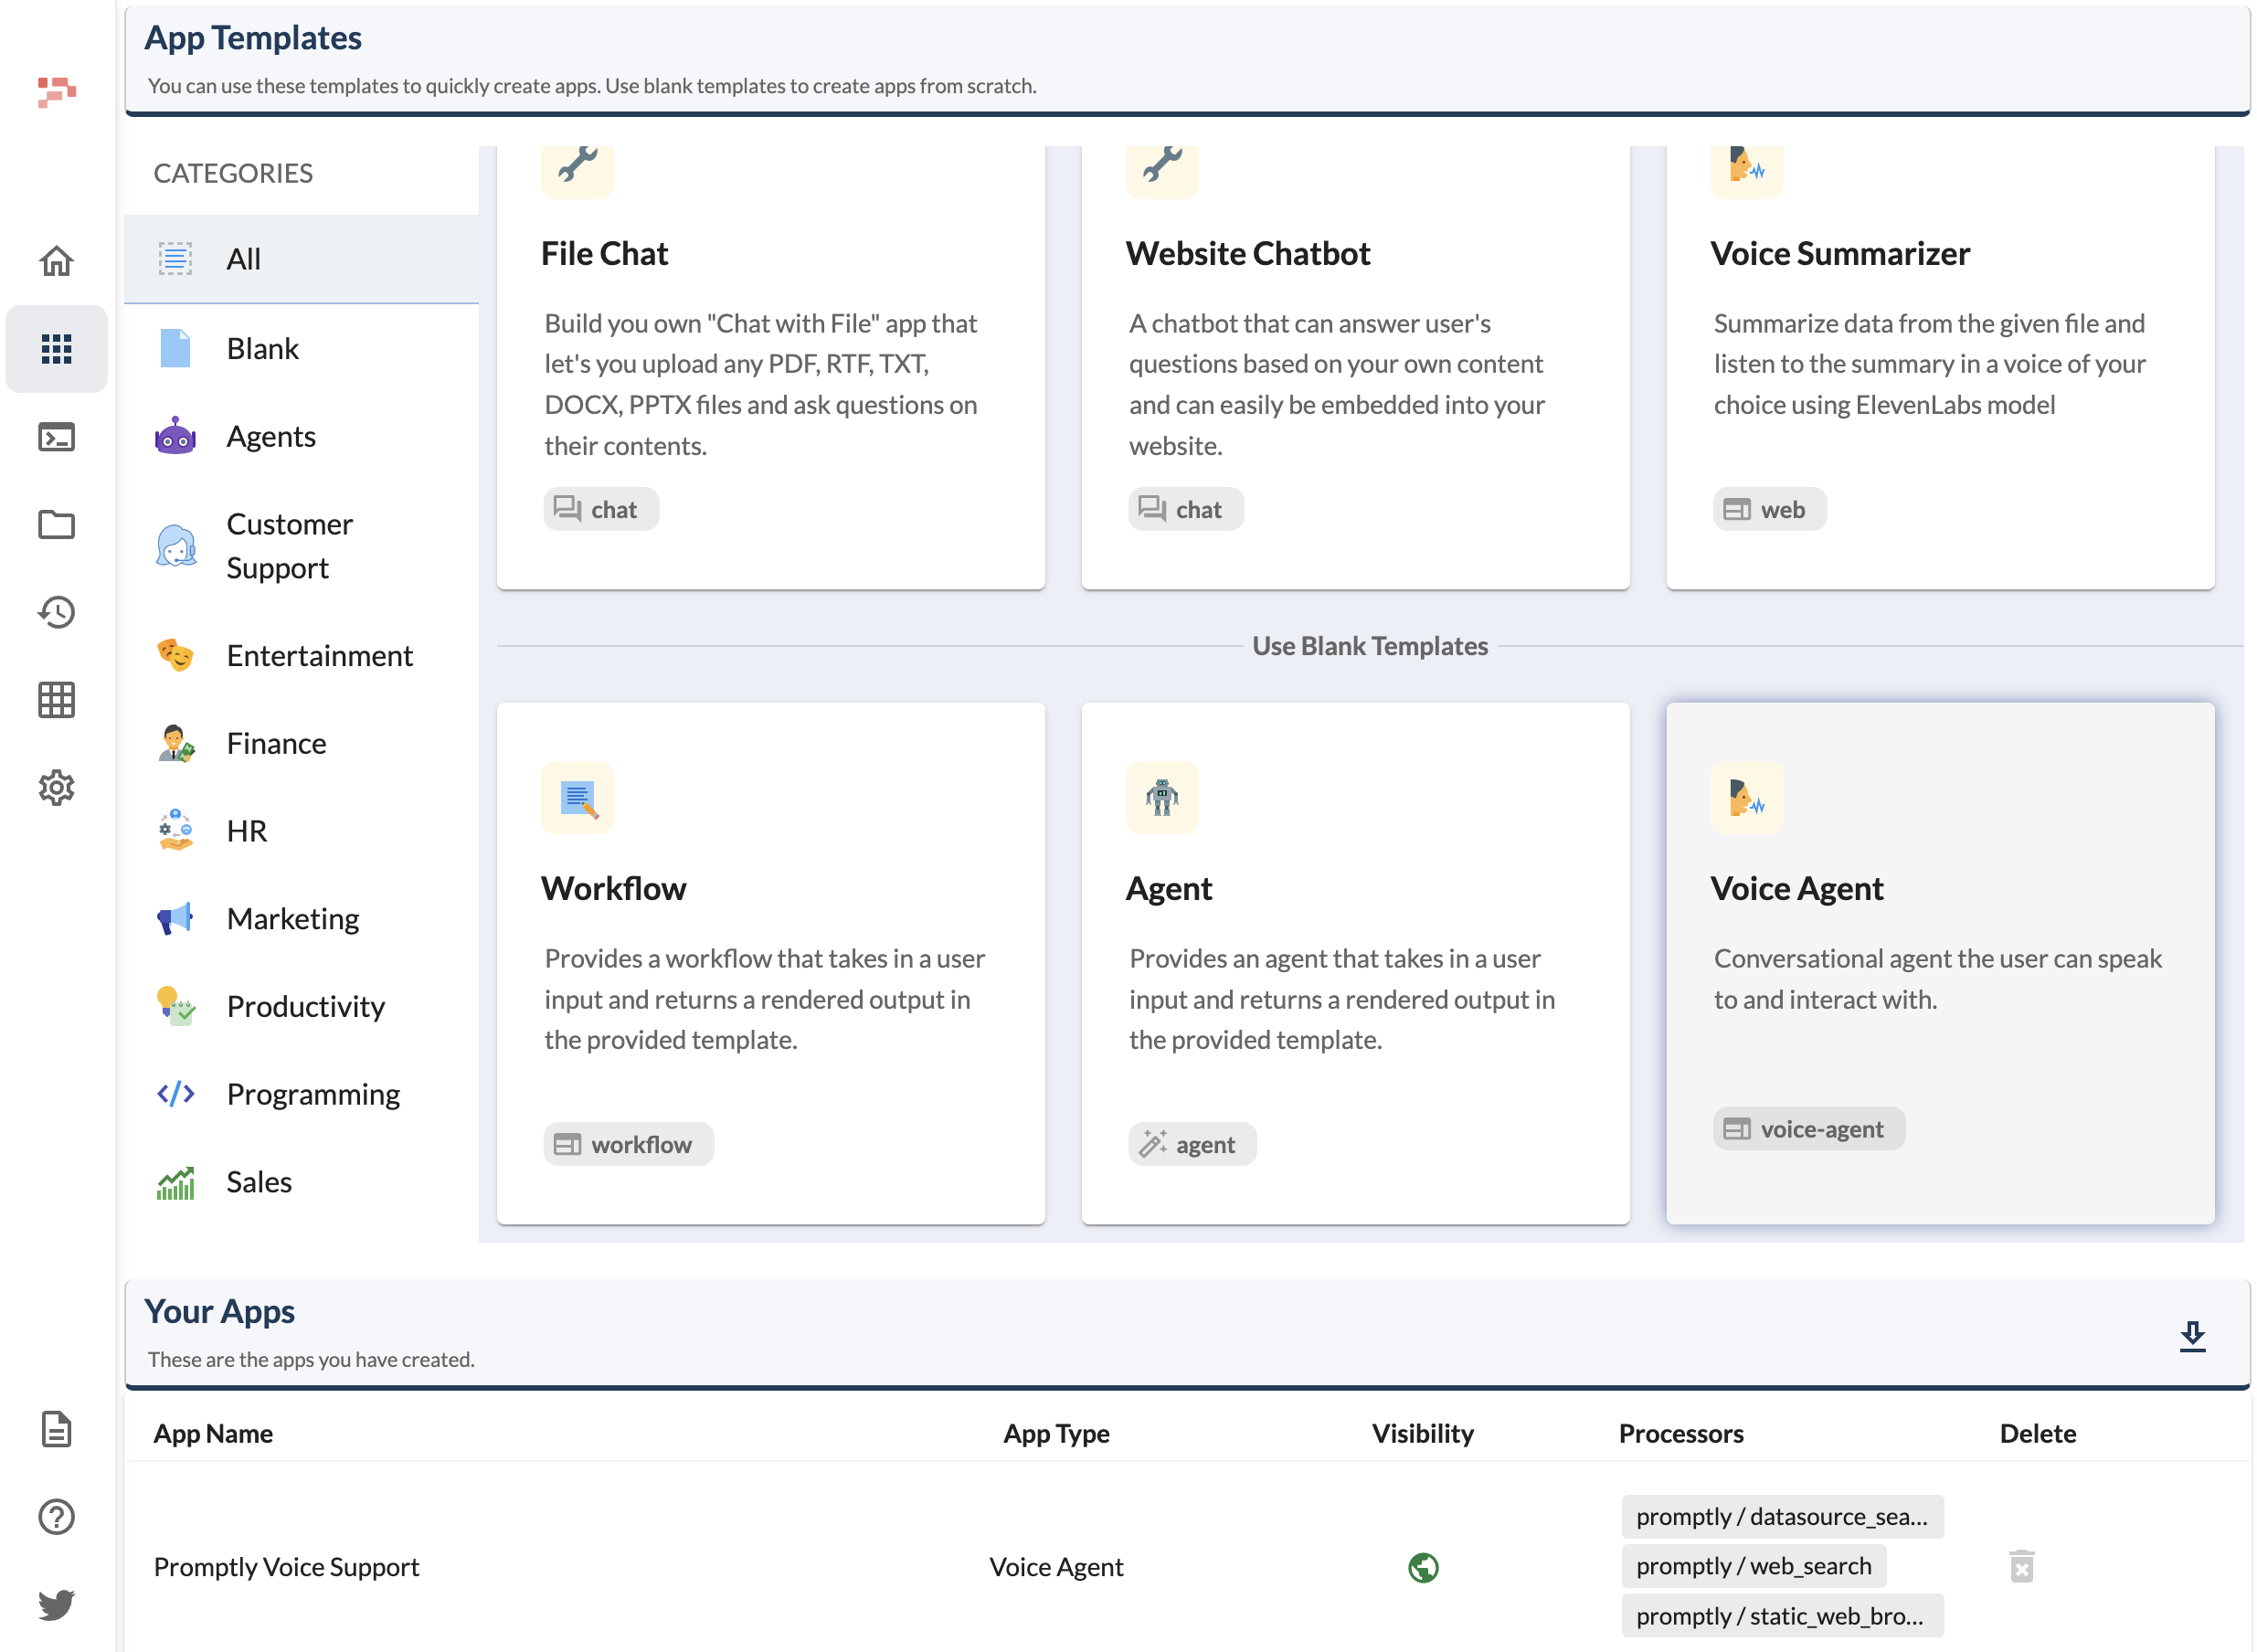 App Templates
You can use these templates to quickly create apps. Use blank templates to create apps from scratch.
CATEGORIES
All
Blank
Agents
Customer
Support
Entertainment
Finance
HR
Marketing
Productivity
Programming
Sales
File Chat
Build you own "Chat with File" app that
let's you upload any PDF, RTF, TXT,
DOCX, PPTX files and ask questions on
their contents.
chat
Website Chatbot
A chatbot that can answer user's
questions based on your own content
and can easily be embedded into your
website.
chat
Voice Summarizer
Summarize data from the given file and
listen to the summary in a voice of your
choice using ElevenLabs model
web
Use Blank Templates
Workflow
Provides a workflow that takes in a user
input and returns a rendered output in
the provided template.
workflow
Agent
Provides an agent that takes in a user
input and returns a rendered output in
the provided template.
agent
Voice Agent
Conversational agent the user can speak
to and interact with.
voice-agent
Your Apps
These are the apps you have created.
App Name App Type Visibility Processors Delete
Promptly Voice Support Voice Agent
promptly / datasource_sea...
promptly / web_search
promptly / static_web_bro...